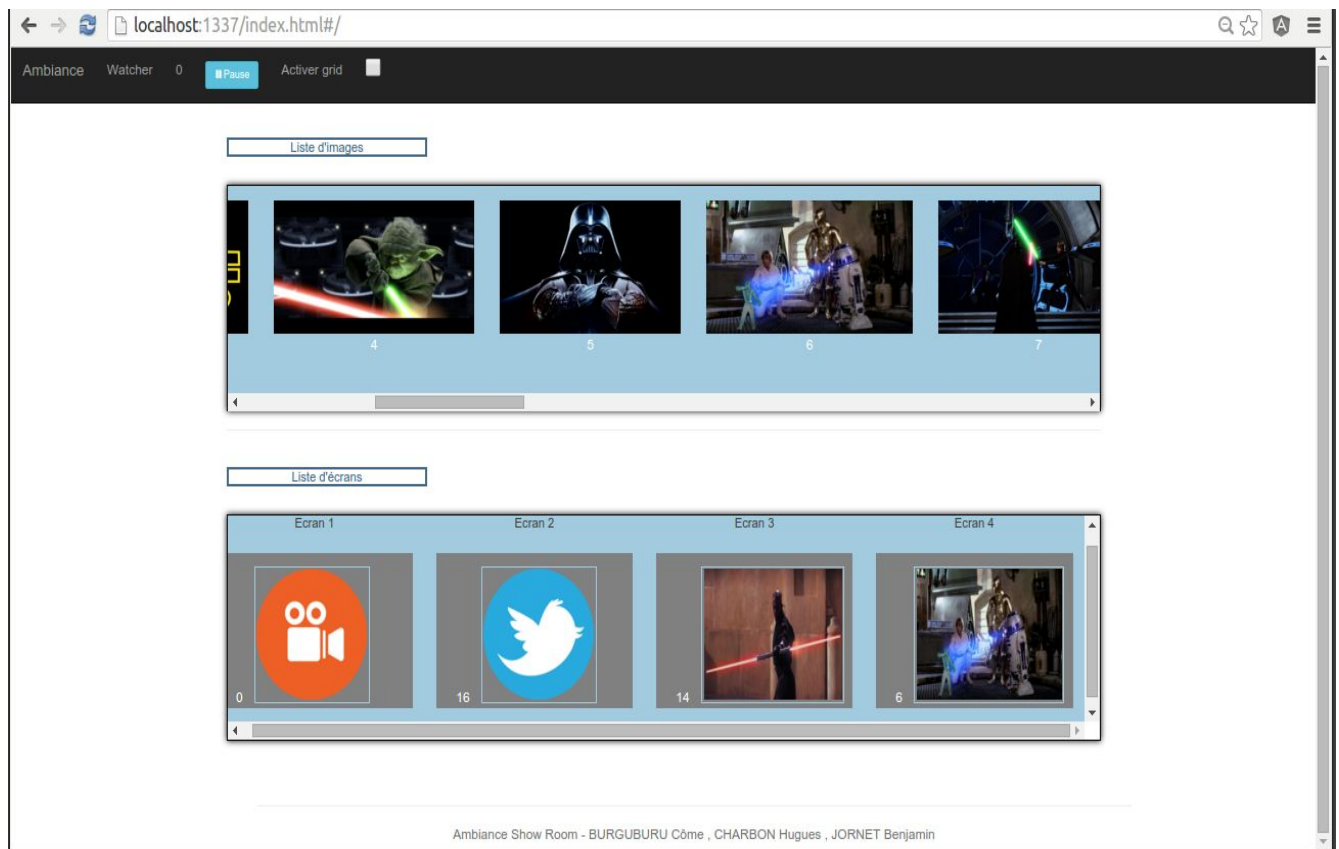 localhost:1337/index.html#/
Ambiance Watcher 0 Pause Activer grid
Liste d'images
4 5 6 7
Liste d'écrans
Ecran 1 Ecran 2 Ecran 3 Ecran 4
0 16 14 6
Ambiance Show Room - BURGUBURU Côme , CHARBON Hugues , JORNET Benjamin